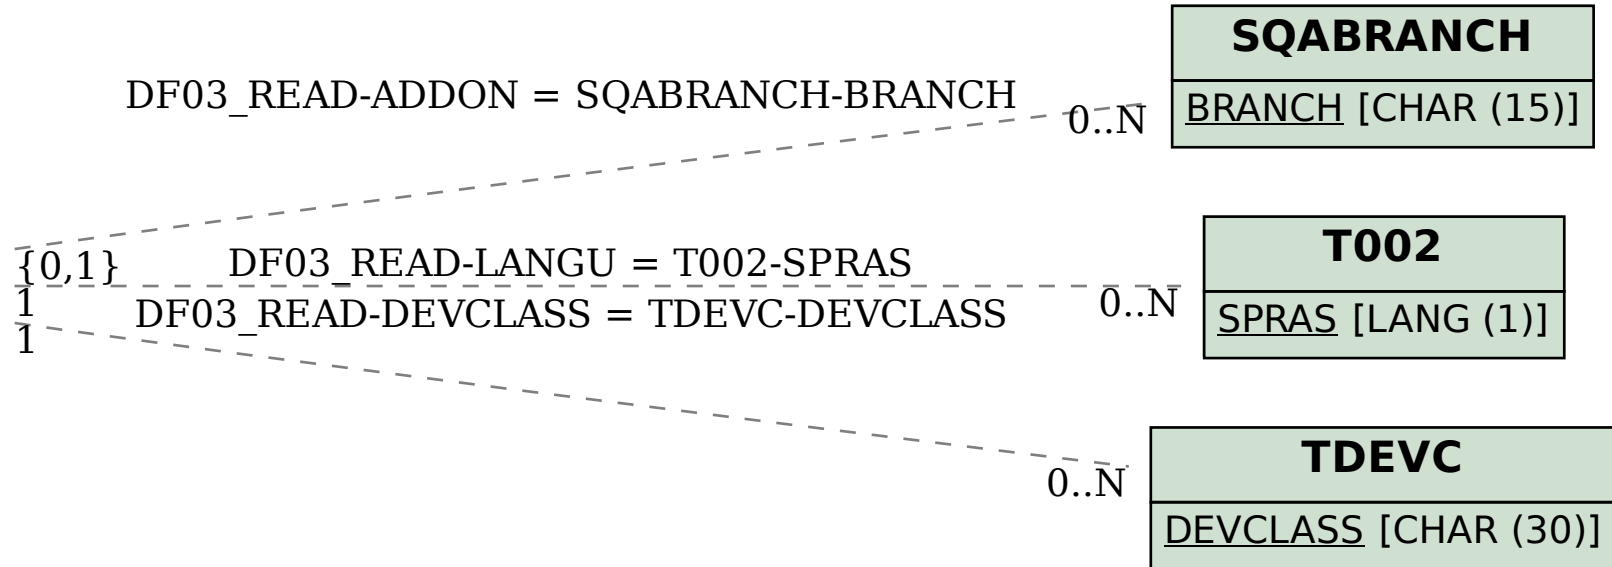 SQABRANCH
DF03_READ-ADDON = SQABRANCH-BRANCH
0..N
BRANCH [CHAR (15)]
{0,1}
DF03_READ-LANGU = T002-SPRAS
T002
1
0..N
SPRAS [LANG (1)]
DF03_READ-DEVCLASS = TDEVC-DEVCLASS
1
TDEVC
0..N
DEVCLASS [CHAR (30)]